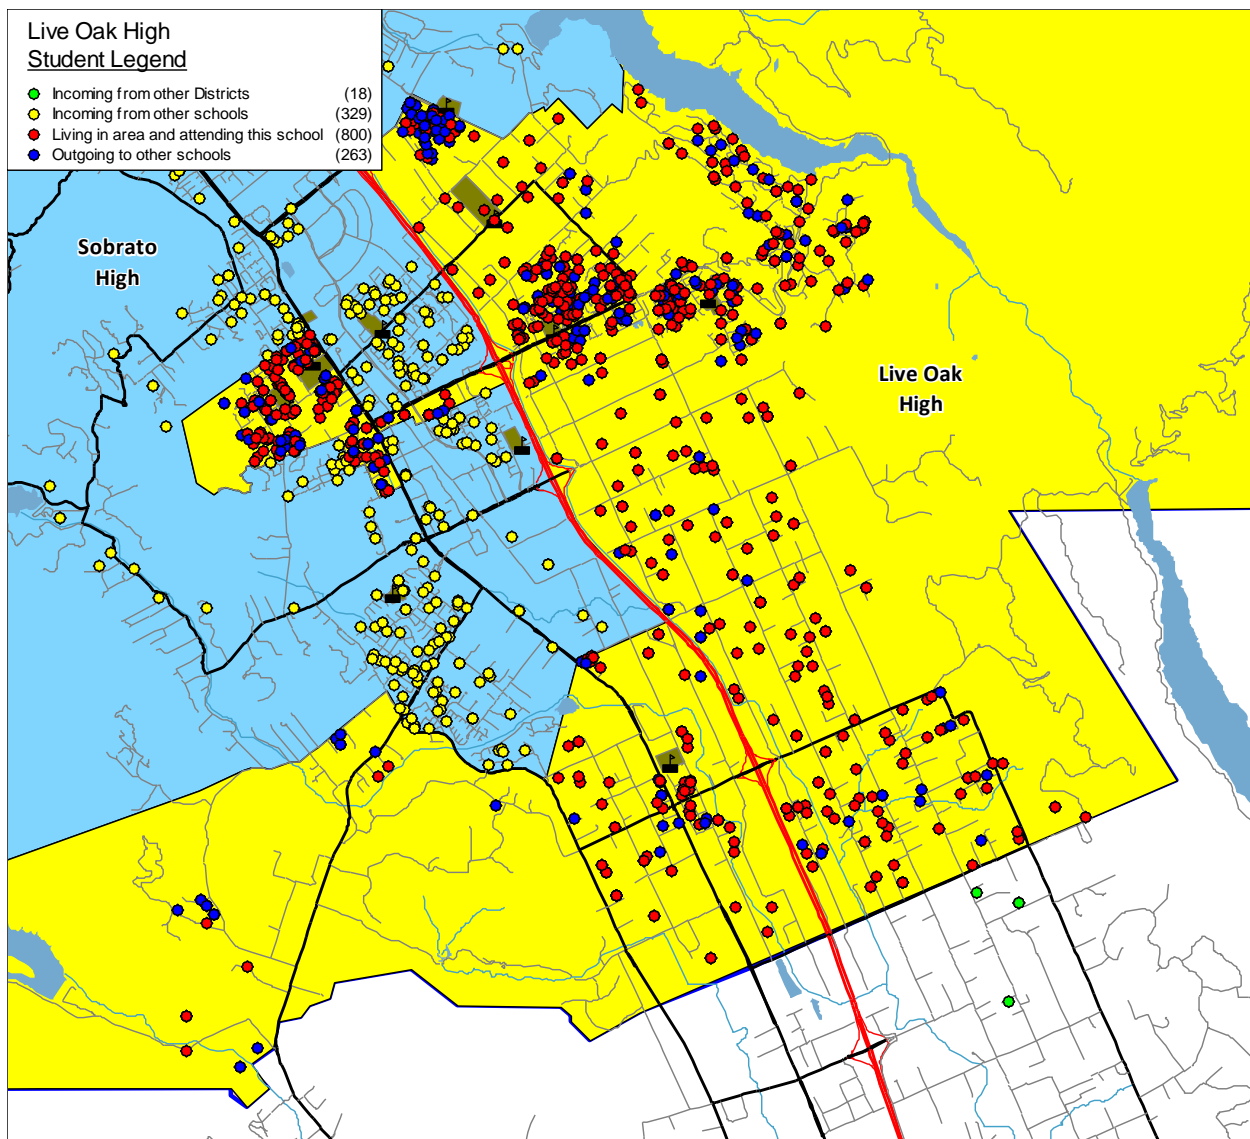 Live Oak High
Student Legend
Incoming from other Districts (18)
Incoming from other schools (329)
Living in area and attending this school (800)
Outgoing to other schools (263)
Sobrato
High
Live Oak
High